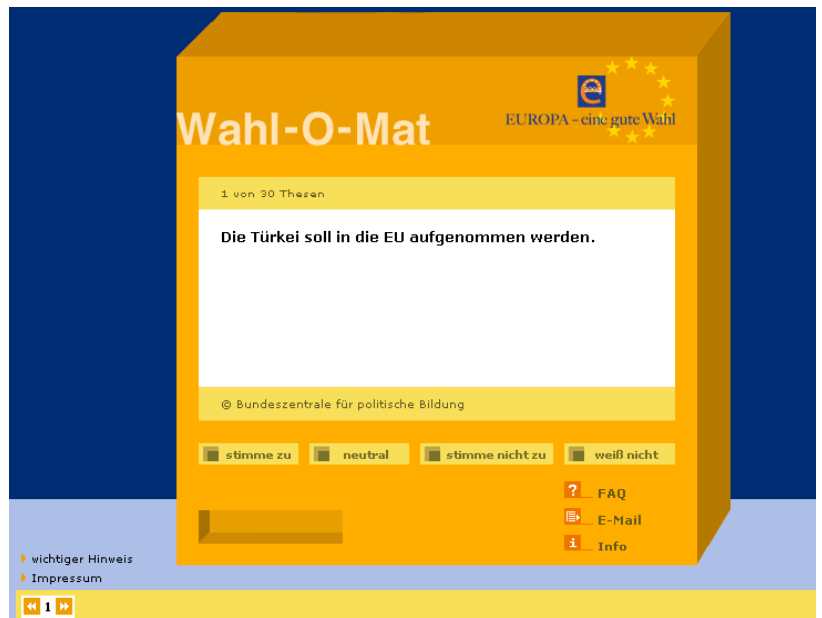 Wahl-O-Mat
e
EUROPA – eine gute Wahl
1 von 30 Thesen
Die Türkei soll in die EU aufgenommen werden.
© Bundeszentrale für politische Bildung
stimme zu neutral stimme nicht zu weiß nicht
? FAQ
E-Mail
i Info
wichtiger Hinweis
Impressum
1